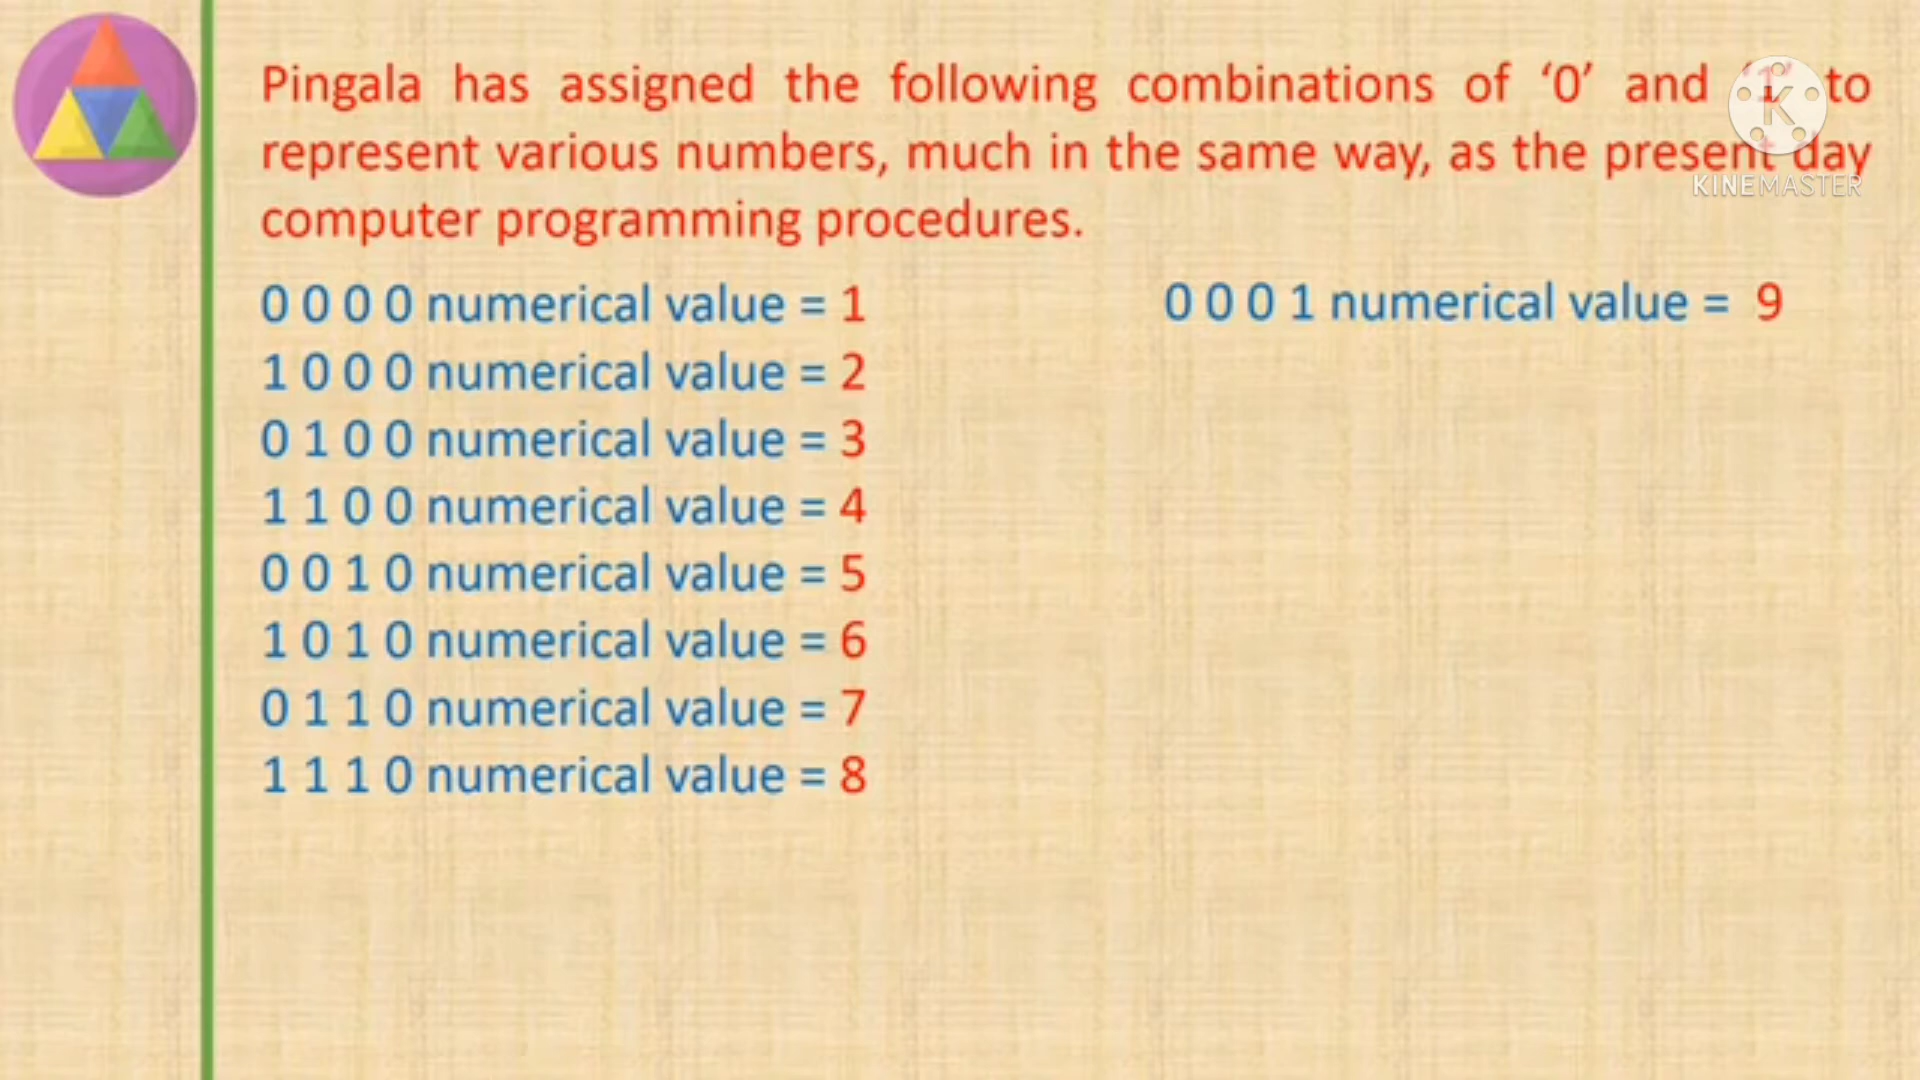 Pingala has assigned the following combinations of ‘0’ and ‘1’ to
represent various numbers, much in the same way, as the present day
computer programming procedures.
KINEMASTER
0 0 0 0 numerical value = 1
1 0 0 0 numerical value = 2
0 1 0 0 numerical value = 3
1 1 0 0 numerical value = 4
0 0 1 0 numerical value = 5
1 0 1 0 numerical value = 6
0 1 1 0 numerical value = 7
1 1 1 0 numerical value = 8
0 0 0 1 numerical value = 9